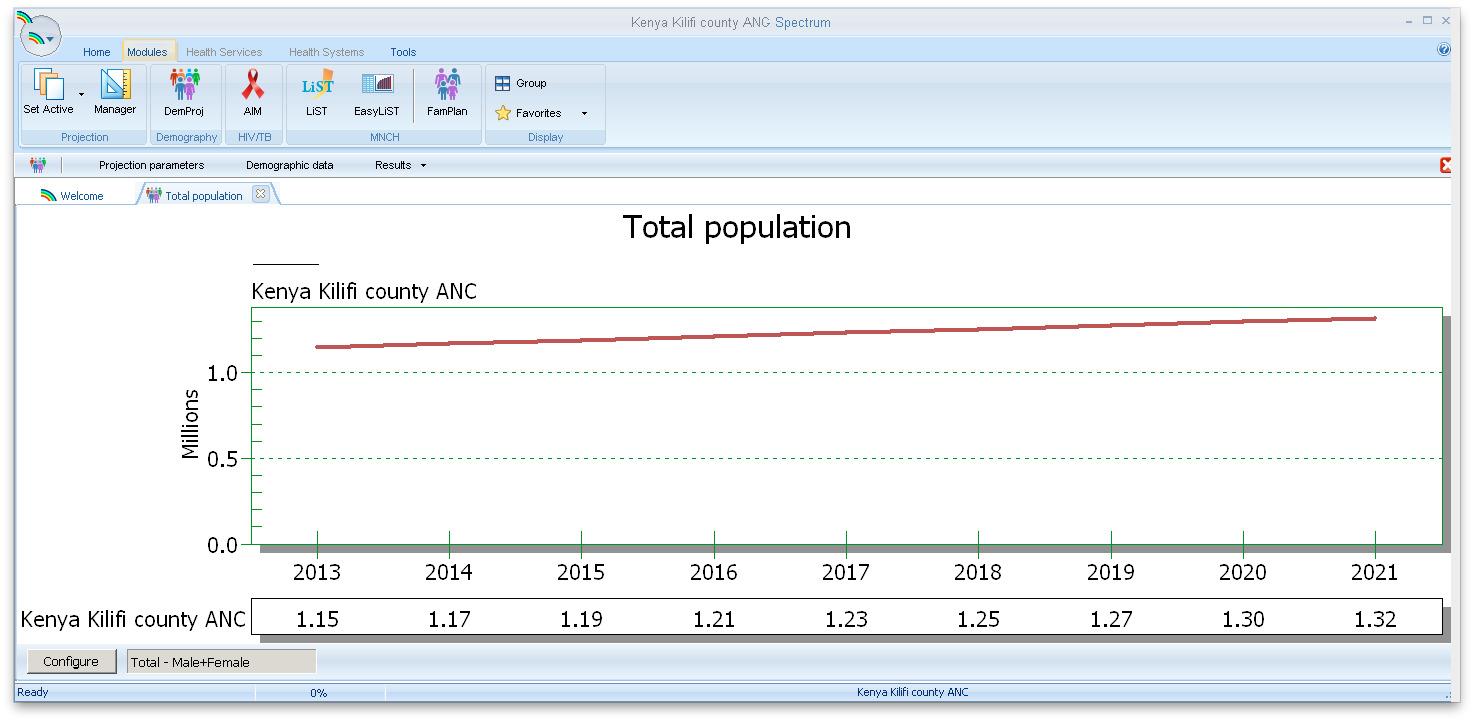 Kenya Kilifi county ANG Spectrum
Home Modules Health Services Health Systems Tools
Set Active Manager DemProj AIM LiST LiST EasyLiST FamPlan Group
Favorites
Projection Demography HIV/TB MNCH Display
Projection parameters Demographic data Results
Welcome Total population
Total population
Kenya Kilifi county ANC
Millions
1.0
0.5
0.0
2013 2014 2015 2016 2017 2018 2019 2020 2021
Kenya Kilifi county ANC 1.15 1.17 1.19 1.21 1.23 1.25 1.27 1.30 1.32
Configure Total - Male+Female
Ready 0% Kenya Kilifi county ANC